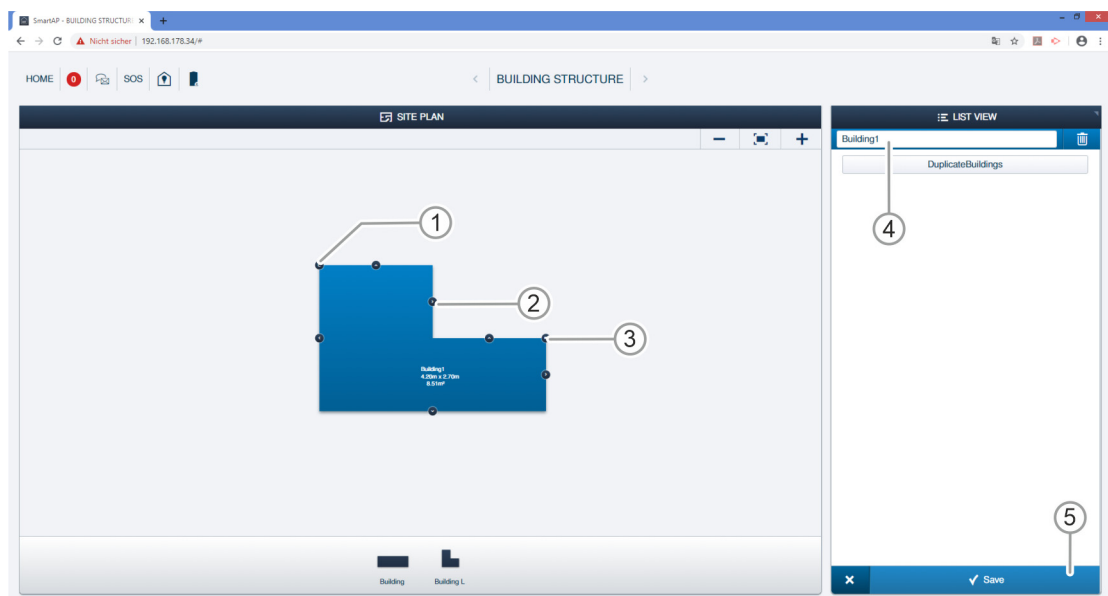 SmartAP - BUILDING STRUCTUR
Nicht sicher | 192.168.178.34/#
HOME 0 SOS
< BUILDING STRUCTURE >
SITE PLAN
LIST VIEW
Building1
DuplicateBuildings
1
4
2
3
Building1
4.20m x 2.70m
8.51m²
5
Building
Building L
Save